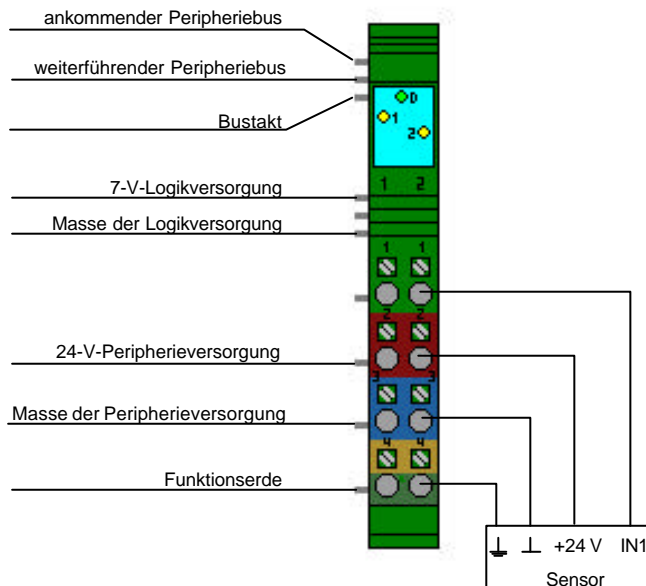 ankommender Peripheriebus
weiterführender Peripheriebus
Bustakt
D
1
2
1 2
7-V-Logikversorgung
Masse der Logikversorgung
1 1
2 2
24-V-Peripherieversorgung
3 3
Masse der Peripherieversorgung
4 4
Funktionserde
+24 V IN1
Sensor